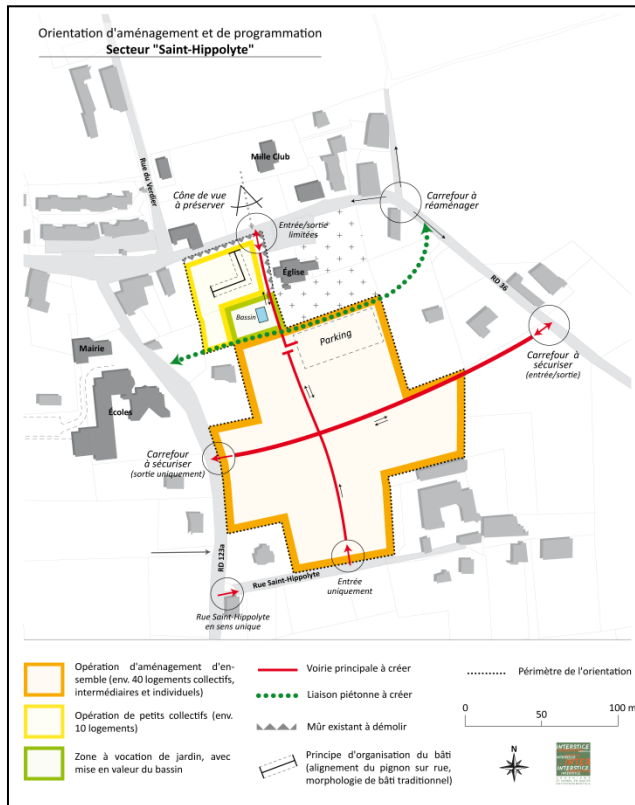 Orientation d'aménagement et de programmation
Secteur "Saint-Hippolyte"
Rue du Verdier
Mille Club
Cône de vue
à préserver
Entrée/sortie
limitées
Carrefour à
réaménager
Église
RD 36
Bassin
Parking
Mairie
Écoles
Carrefour à
sécuriser
(entrée/sortie)
Carrefour
à sécuriser
(sortie uniquement)
RD 123a
Rue Saint-Hippolyte
Entrée
uniquement
Rue Saint-Hippolyte
en sens unique
Opération d'aménagement d'en-
semble (env. 40 logements collectifs,
intermédiaires et individuels)
Opération de petits collectifs (env.
10 logements)
Zone à vocation de jardin, avec
mise en valeur du bassin
Voirie principale à créer
Liaison piétonne à créer
Mûr existant à démolir
Principe d'organisation du bâti
(alignement du pignon sur rue,
morphologie de bâti traditionnel)
Périmètre de l'orientation
0 50 100 m
N
INTERSTICE